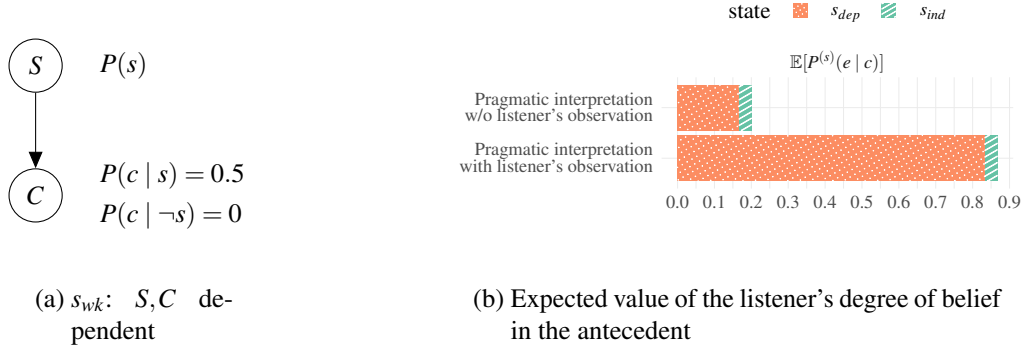 S
P(s)
C
P(c | s) = 0.5
P(c | ¬s) = 0
(a) s_wk: S,C de-
pendent
state s_dep s_ind
𝔼[P^(s)(e | c)]
Pragmatic interpretation
w/o listener's observation
Pragmatic interpretation
with listener's observation
0.0 0.1 0.2 0.3 0.4 0.5 0.6 0.7 0.8 0.9
(b) Expected value of the listener's degree of belief
in the antecedent